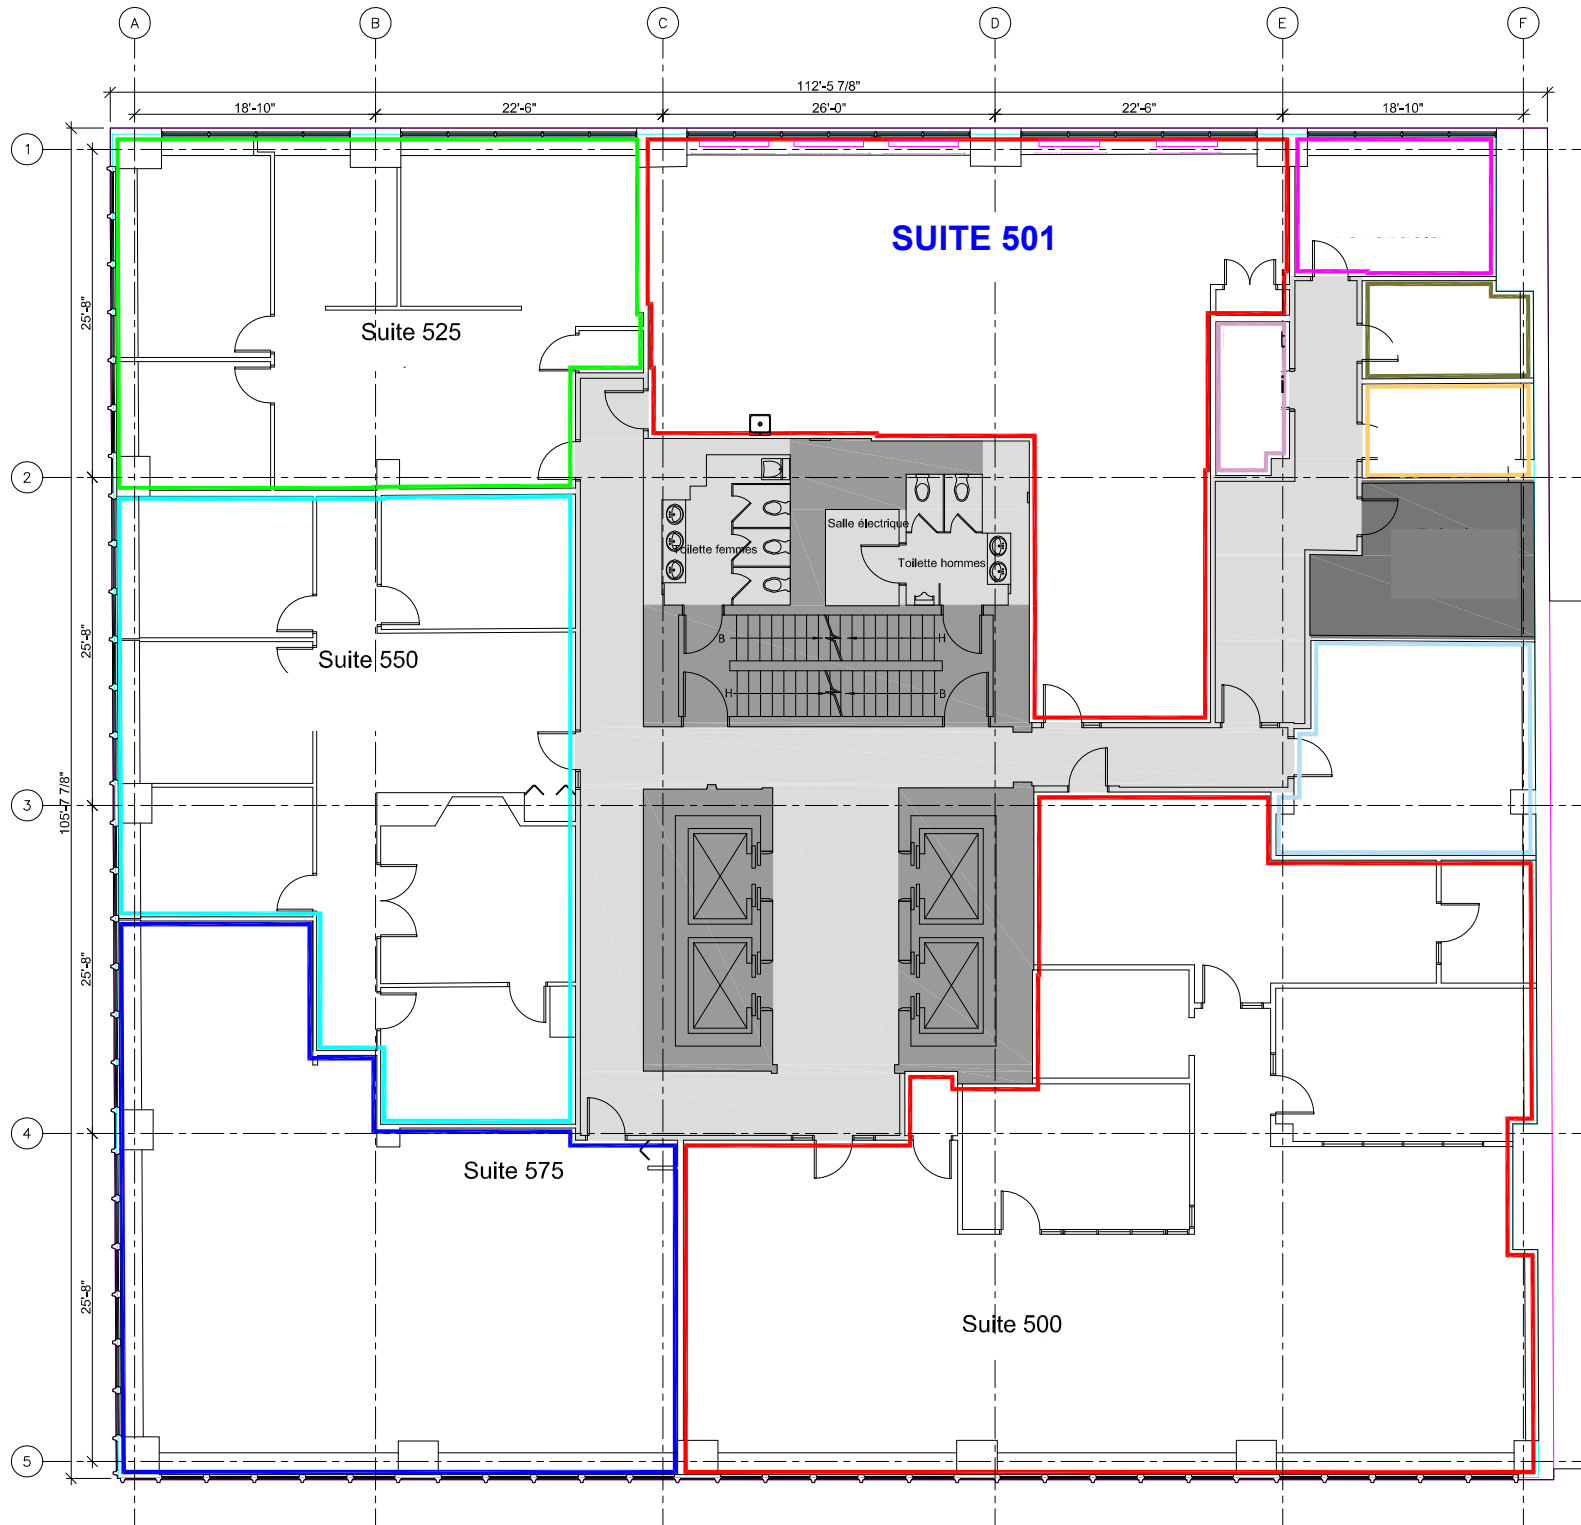 A B C D E F
112'-5 7/8"
18'-10" 22'-6" 26'-0" 22'-6" 18'-10"
1
SUITE 501
25'-8"
Suite 525
2
Salle électrique
Toilette femmes
Toilette hommes
25'-8"
B H
Suite 550
H B
105'-7 7/8"
3
25'-8"
4
Suite 575
25'-8"
Suite 500
5